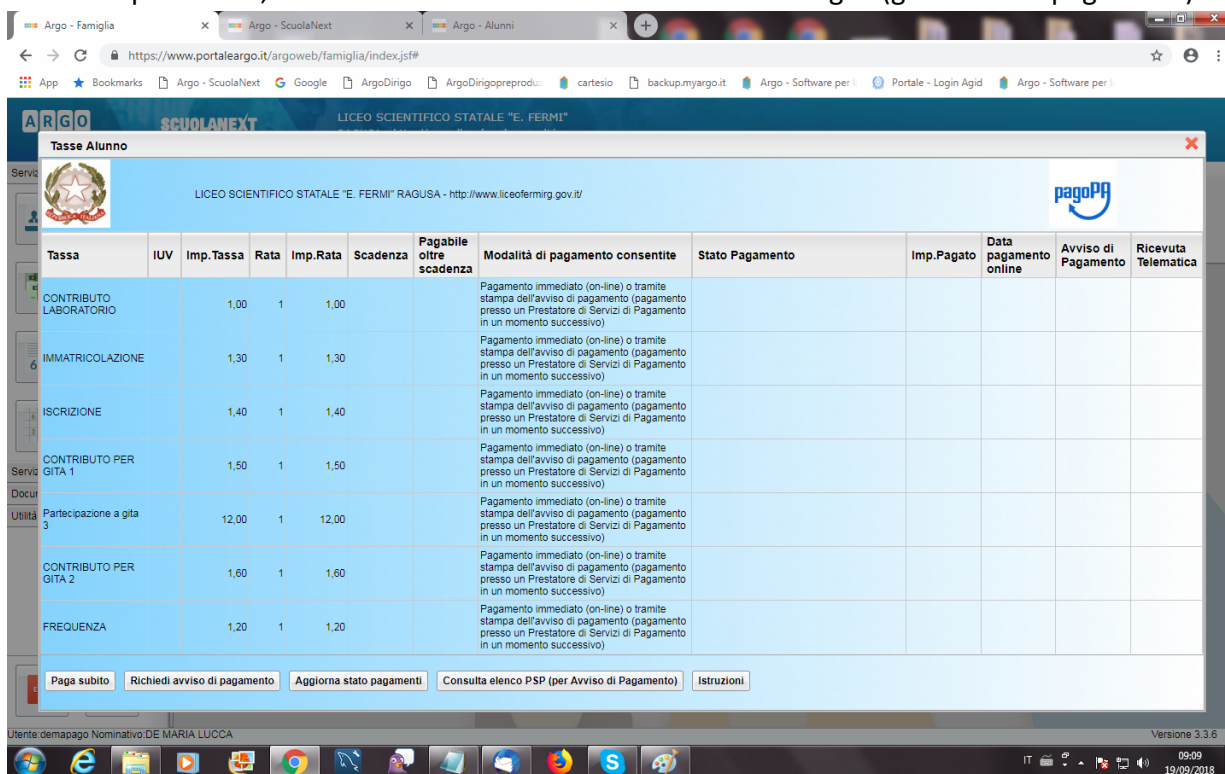 Argo - Famiglia
Argo - ScuolaNext
Argo - Alunni
https://www.portaleargo.it/argoweb/famiglia/index.jsf#
App
Bookmarks
Argo - ScuolaNext
Google
ArgoDirigo
cartesio
backup.myargo.it
Argo - Software per
Portale - Login Agid
Argo - Software per
ARGO
SCUOLANEXT
LICEO SCIENTIFICO STATALE "E. FERMI"
Tasse Alunno
LICEO SCIENTIFICO STATALE "E. FERMI" RAGUSA - http://www.liceofermirg.gov.it/
pagoPA
Tassa IUV Imp.Tassa Rata Imp.Rata Scadenza Pagabile oltre scadenza Modalità di pagamento consentite Stato Pagamento Imp.Pagato Data pagamento online Avviso di Pagamento Ricevuta Telematica
CONTRIBUTO LABORATORIO 1,00 1 1,00
Pagamento immediato (on-line) o tramite
stampa dell'avviso di pagamento (pagamento
presso un Prestatore di Servizi di Pagamento
in un momento successivo)
IMMATRICOLAZIONE 1,30 1 1,30
Pagamento immediato (on-line) o tramite
stampa dell'avviso di pagamento (pagamento
presso un Prestatore di Servizi di Pagamento
in un momento successivo)
ISCRIZIONE 1,40 1 1,40
Pagamento immediato (on-line) o tramite
stampa dell'avviso di pagamento (pagamento
presso un Prestatore di Servizi di Pagamento
in un momento successivo)
CONTRIBUTO PER GITA 1 1,50 1 1,50
Pagamento immediato (on-line) o tramite
stampa dell'avviso di pagamento (pagamento
presso un Prestatore di Servizi di Pagamento
in un momento successivo)
Partecipazione a gita 3 12,00 1 12,00
Pagamento immediato (on-line) o tramite
stampa dell'avviso di pagamento (pagamento
presso un Prestatore di Servizi di Pagamento
in un momento successivo)
CONTRIBUTO PER GITA 2 1,60 1 1,60
Pagamento immediato (on-line) o tramite
stampa dell'avviso di pagamento (pagamento
presso un Prestatore di Servizi di Pagamento
in un momento successivo)
FREQUENZA 1,20 1 1,20
Pagamento immediato (on-line) o tramite
stampa dell'avviso di pagamento (pagamento
presso un Prestatore di Servizi di Pagamento
in un momento successivo)
Paga subito
Richiedi avviso di pagamento
Aggiorna stato pagamenti
Consulta elenco PSP (per Avviso di Pagamento)
Istruzioni
Utente:demapago Nominativo:DE MARIA LUCCA
Versione 3.3.6
IT
09:09
19/09/2018